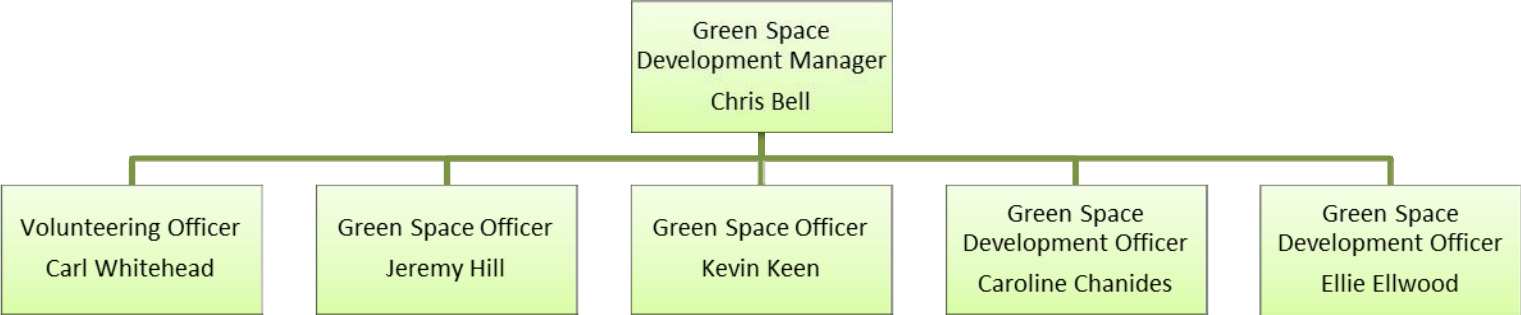 Green Space
Development Manager
Chris Bell
Volunteering Officer
Carl Whitehead
Green Space Officer
Jeremy Hill
Green Space Officer
Kevin Keen
Green Space
Development Officer
Caroline Chanides
Green Space
Development Officer
Ellie Ellwood